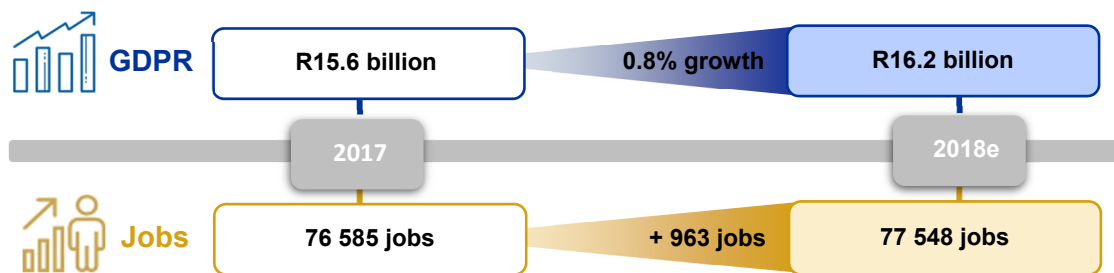 GDPR
R15.6 billion
0.8% growth
R16.2 billion
2017
2018e
Jobs
76 585 jobs
+ 963 jobs
77 548 jobs